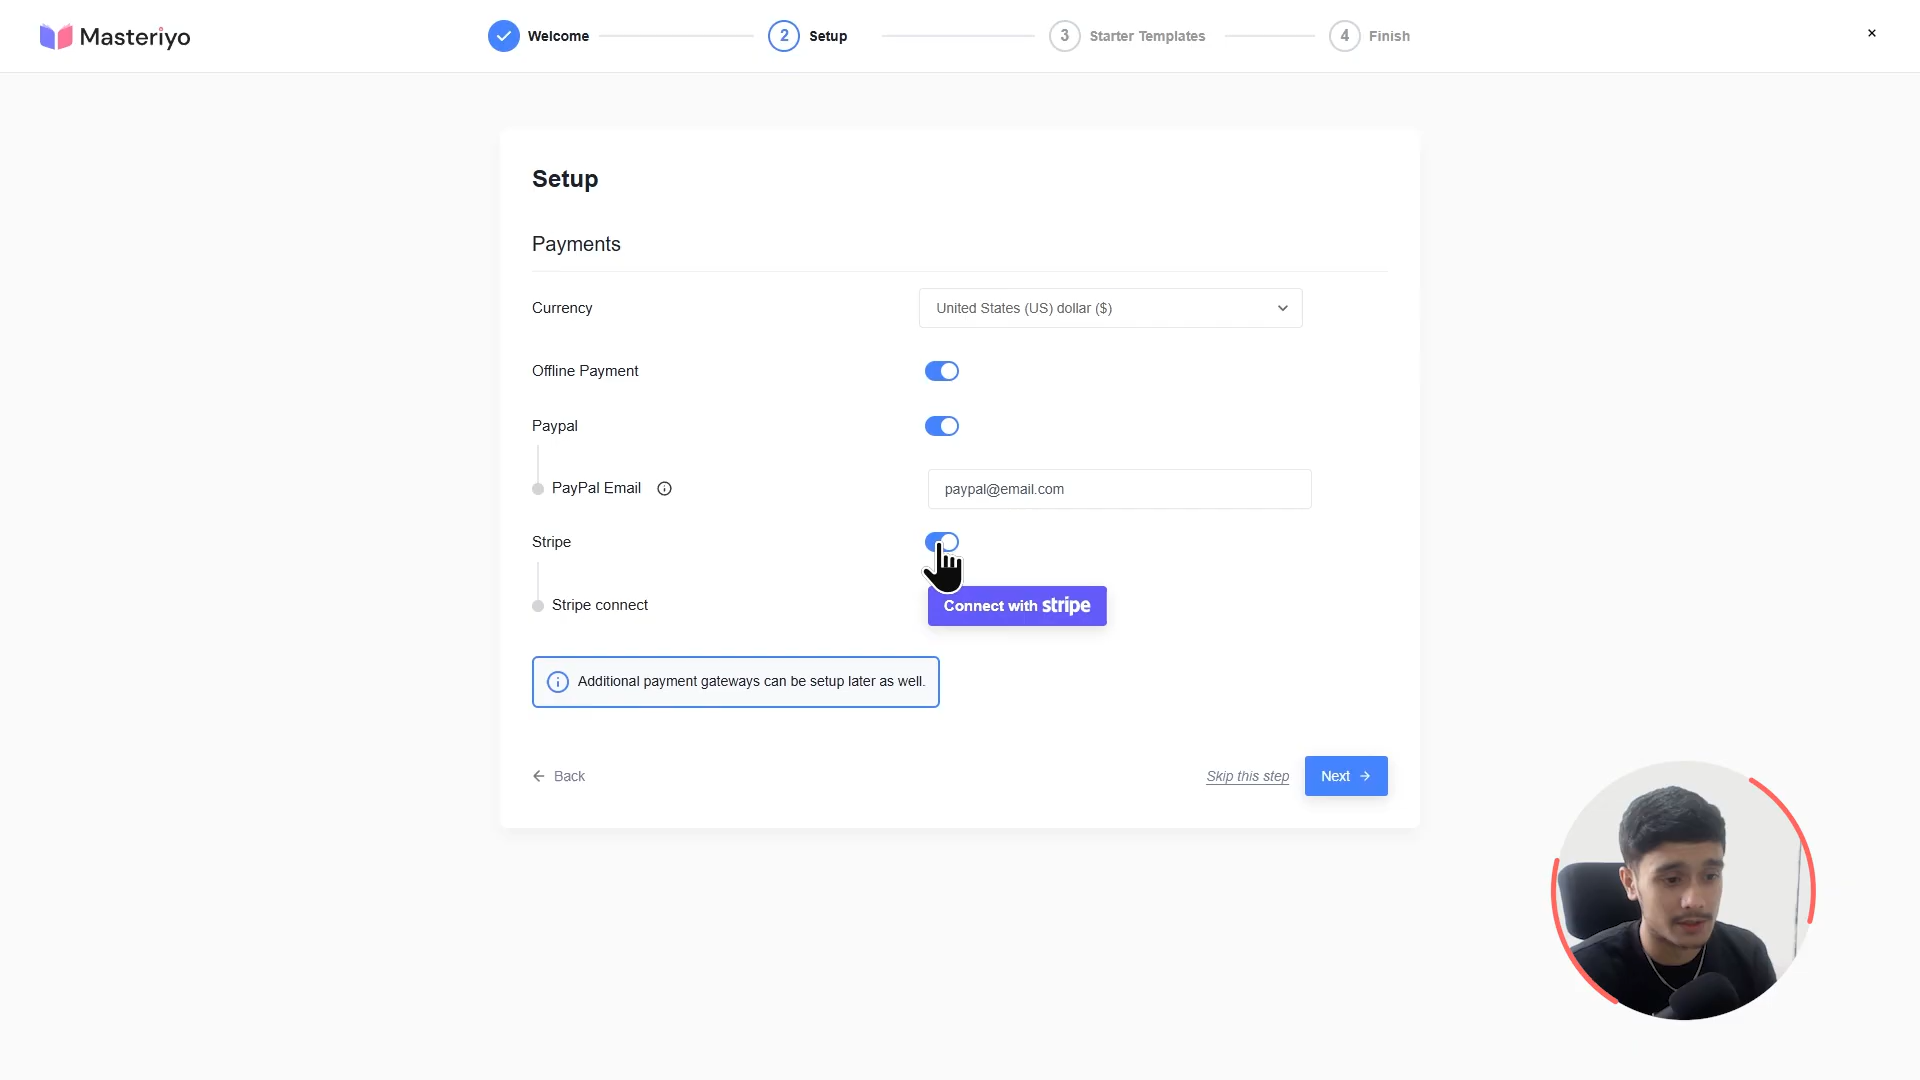 Masteriyo
Welcome
2 Setup
3 Starter Templates
4 Finish
Setup
Payments
Currency
United States (US) dollar ($)
Offline Payment
Paypal
PayPal Email
paypal@email.com
Stripe
Stripe connect
Connect with stripe
Additional payment gateways can be setup later as well.
Back
Skip this step
Next